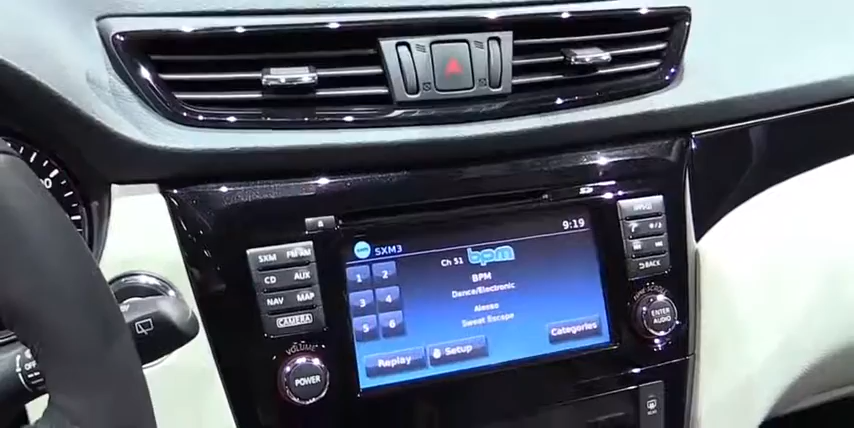 9:19
SXM3
Ch 51
bpm
1 2
BPM
Dance/Electronic
3 4
Alesso
Sweet Escape
5 6
Categories
Replay
Setup
SXM FM·AM
CD AUX
NAV MAP
CAMERA
VOLUME
POWER
BACK
ENTER
AUDIO
OFF